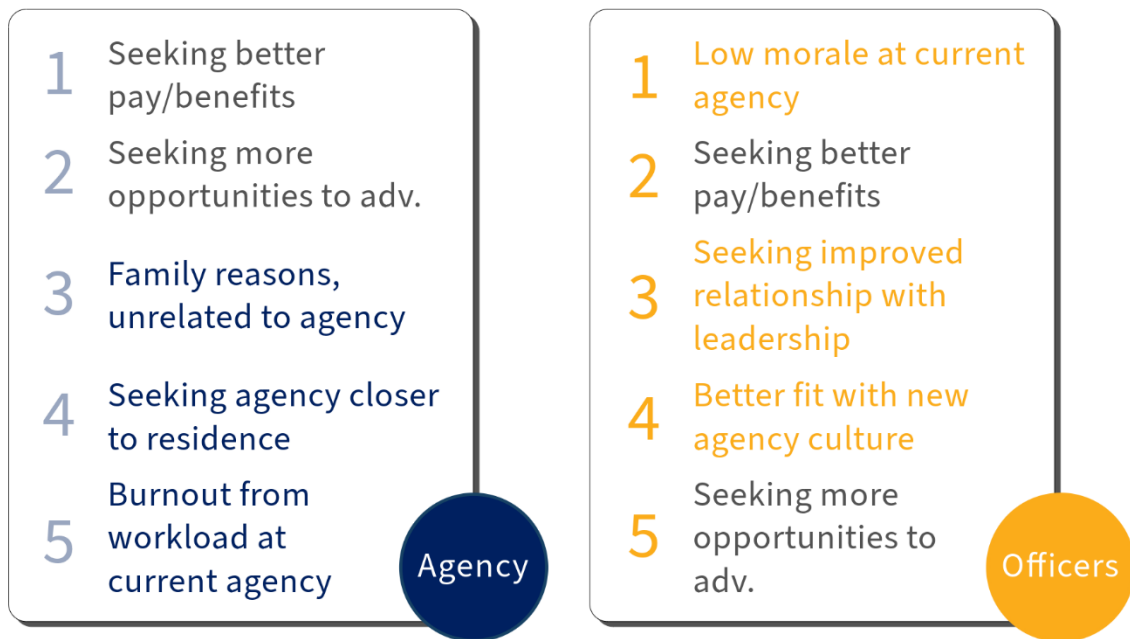 1
Seeking better
pay/benefits
2
Seeking more
opportunities to adv.
3
Family reasons,
unrelated to agency
4
Seeking agency closer
to residence
5
Burnout from
workload at
current agency
Agency
1
Low morale at current
agency
2
Seeking better
pay/benefits
3
Seeking improved
relationship with
leadership
4
Better fit with new
agency culture
5
Seeking more
opportunities to
adv.
Officers